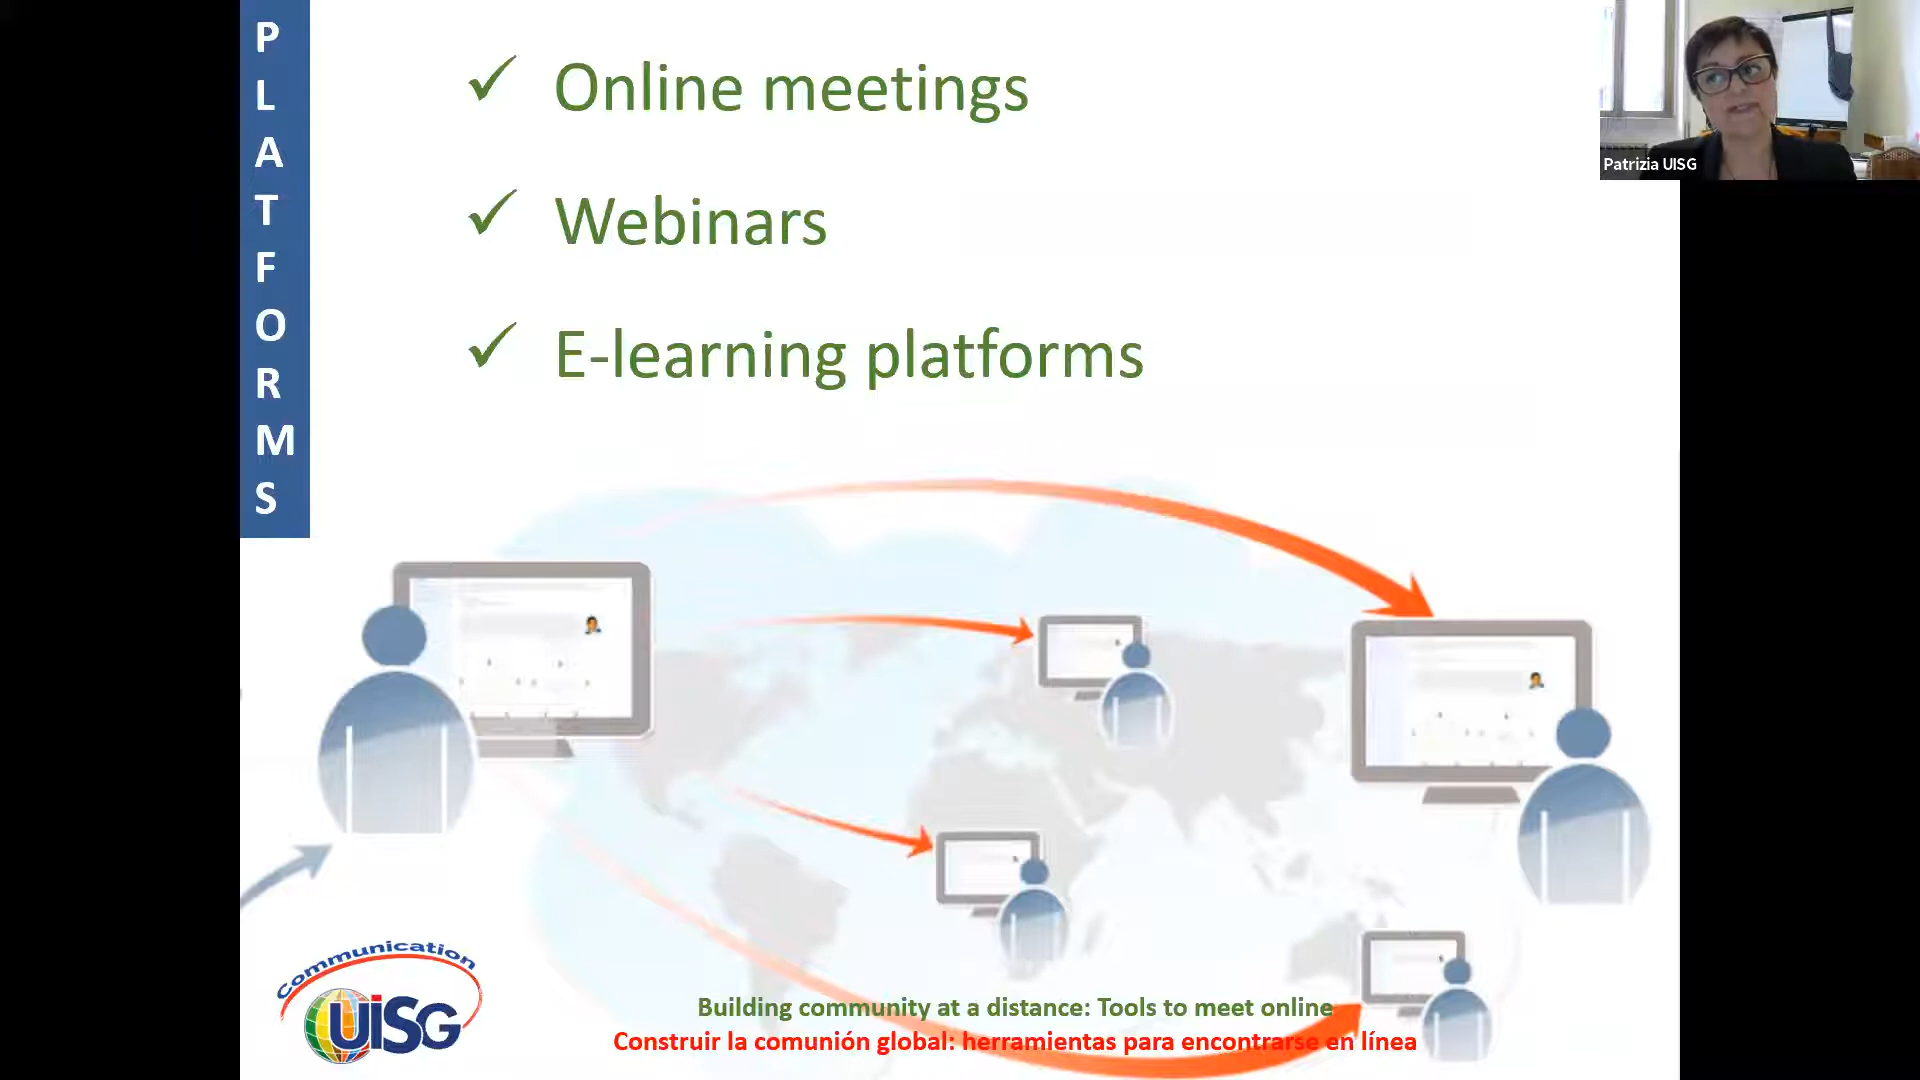 PLATFORMS
✓ Online meetings
✓ Webinars
✓ E-learning platforms
Patrizia UISG
Communication
UISG
Building community at a distance: Tools to meet online
Construir la comunión global: herramientas para encontrarse en línea